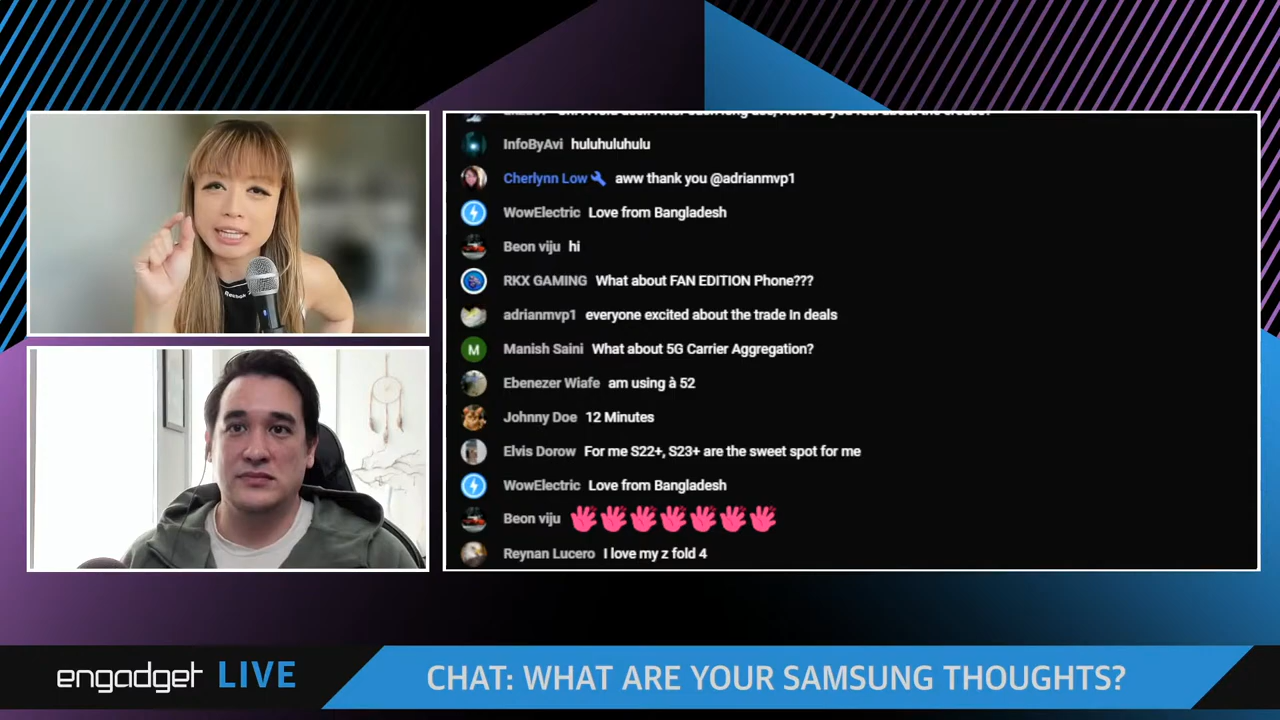 InfoByAvi huluhuluhulu
Cherlynn Low aww thank you @adrianmvp1
WowElectric Love from Bangladesh
Beon viju hi
RKX GAMING What about FAN EDITION Phone???
adrianmvp1 everyone excited about the trade In deals
M Manish Saini What about 5G Carrier Aggregation?
Ebenezer Wiafe am using à 52
Johnny Doe 12 Minutes
Elvis Dorow For me S22+, S23+ are the sweet spot for me
WowElectric Love from Bangladesh
Beon viju
Reynan Lucero I love my z fold 4
Reebok
engadget LIVE
CHAT: WHAT ARE YOUR SAMSUNG THOUGHTS?